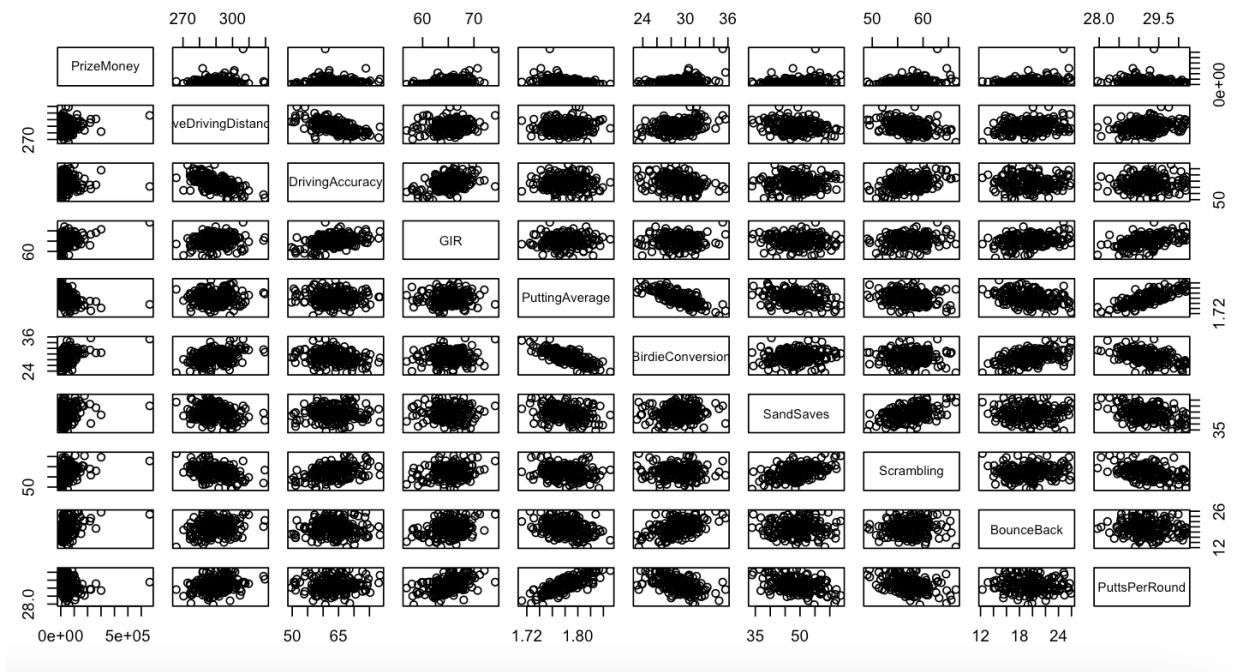 270 300
60 70
24 30 36
50 60
28.0 29.5
PrizeMoney
0e+00
270
veDrivingDistanc
DrivingAccuracy
50
60
GIR
PuttingAverage
1.72
24 36
BirdieConversion
SandSaves
35
50
Scrambling
BounceBack
12 26
28.0
PuttsPerRound
0e+00 5e+05
50 65
1.72 1.80
35 50
12 18 24